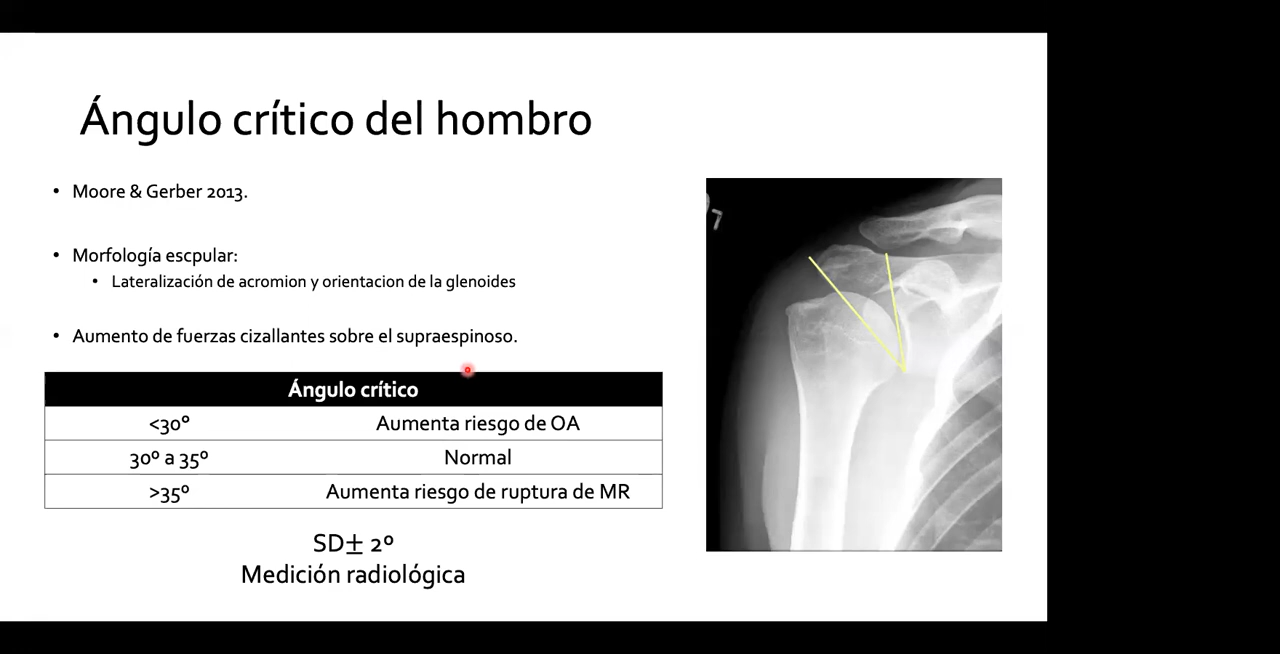 Ángulo crítico del hombro
• Moore & Gerber 2013.
• Morfología escpular:
• Lateralización de acromion y orientacion de la glenoides
• Aumento de fuerzas cizallantes sobre el supraespinoso.
Ángulo crítico
<30º Aumenta riesgo de OA
30º a 35º Normal
>35º Aumenta riesgo de ruptura de MR
SD± 2º
Medición radiológica
7